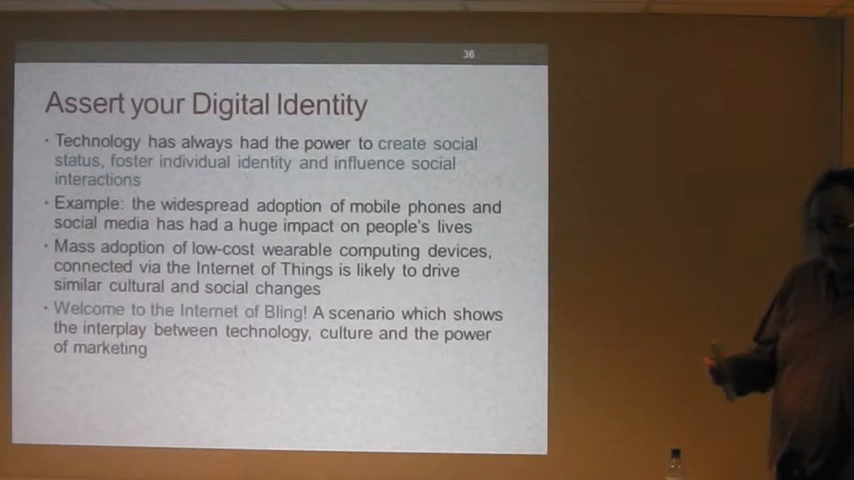 36
Assert your Digital Identity
• Technology has always had the power to create social
status, foster individual identity and influence social
interactions
• Example: the widespread adoption of mobile phones and
social media has had a huge impact on people's lives
• Mass adoption of low-cost wearable computing devices,
connected via the Internet of Things is likely to drive
similar cultural and social changes
• Welcome to the Internet of Bling! A scenario which shows
the interplay between technology, culture and the power
of marketing